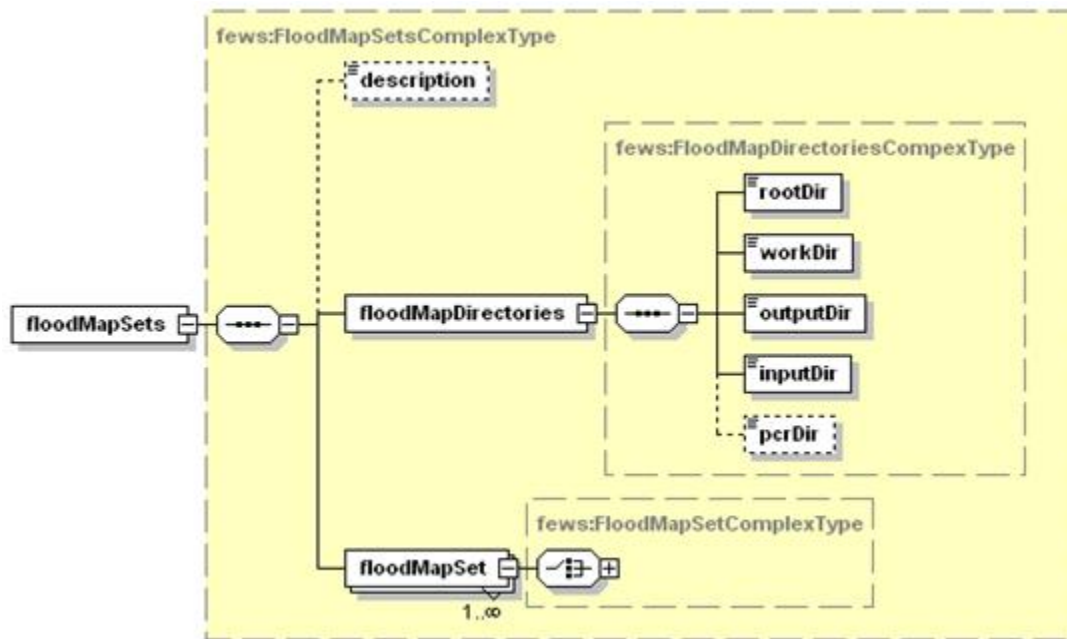 fews:FloodMapSetsComplexType
description
fews:FloodMapDirectoriesCompexType
rootDir
workDir
outputDir
inputDir
pcrDir
floodMapSets
floodMapDirectories
fews:FloodMapSetComplexType
floodMapSet
1..∞